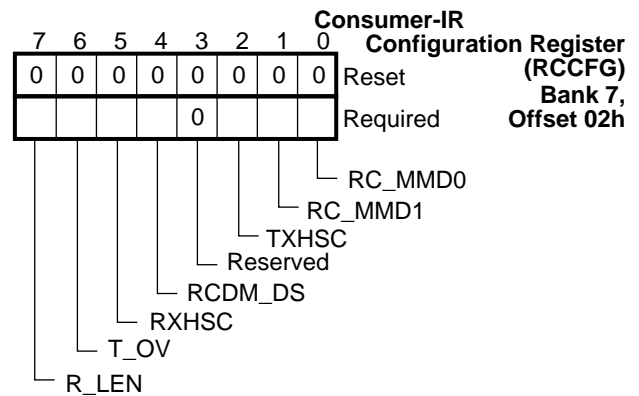 Consumer-IR
7 6 5 4 3 2 1 0 Configuration Register
0 0 0 0 0 0 0 0 Reset (RCCFG)
Bank 7,
0 Required Offset 02h
RC_MMD0
RC_MMD1
TXHSC
Reserved
RCDM_DS
RXHSC
T_OV
R_LEN